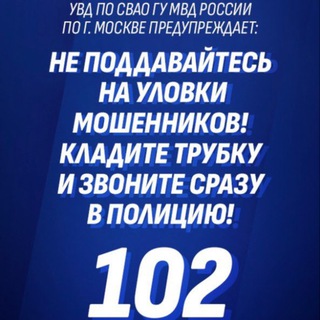 УВД ПО СВАО ГУ МВД РОССИИ
ПО Г. МОСКВЕ ПРЕДУПРЕЖДАЕТ:
НЕ ПОДДАВАЙТЕСЬ
НА УЛОВКИ
МОШЕННИКОВ!
КЛАДИТЕ ТРУБКУ
И ЗВОНИТЕ СРАЗУ
В ПОЛИЦИЮ!
102